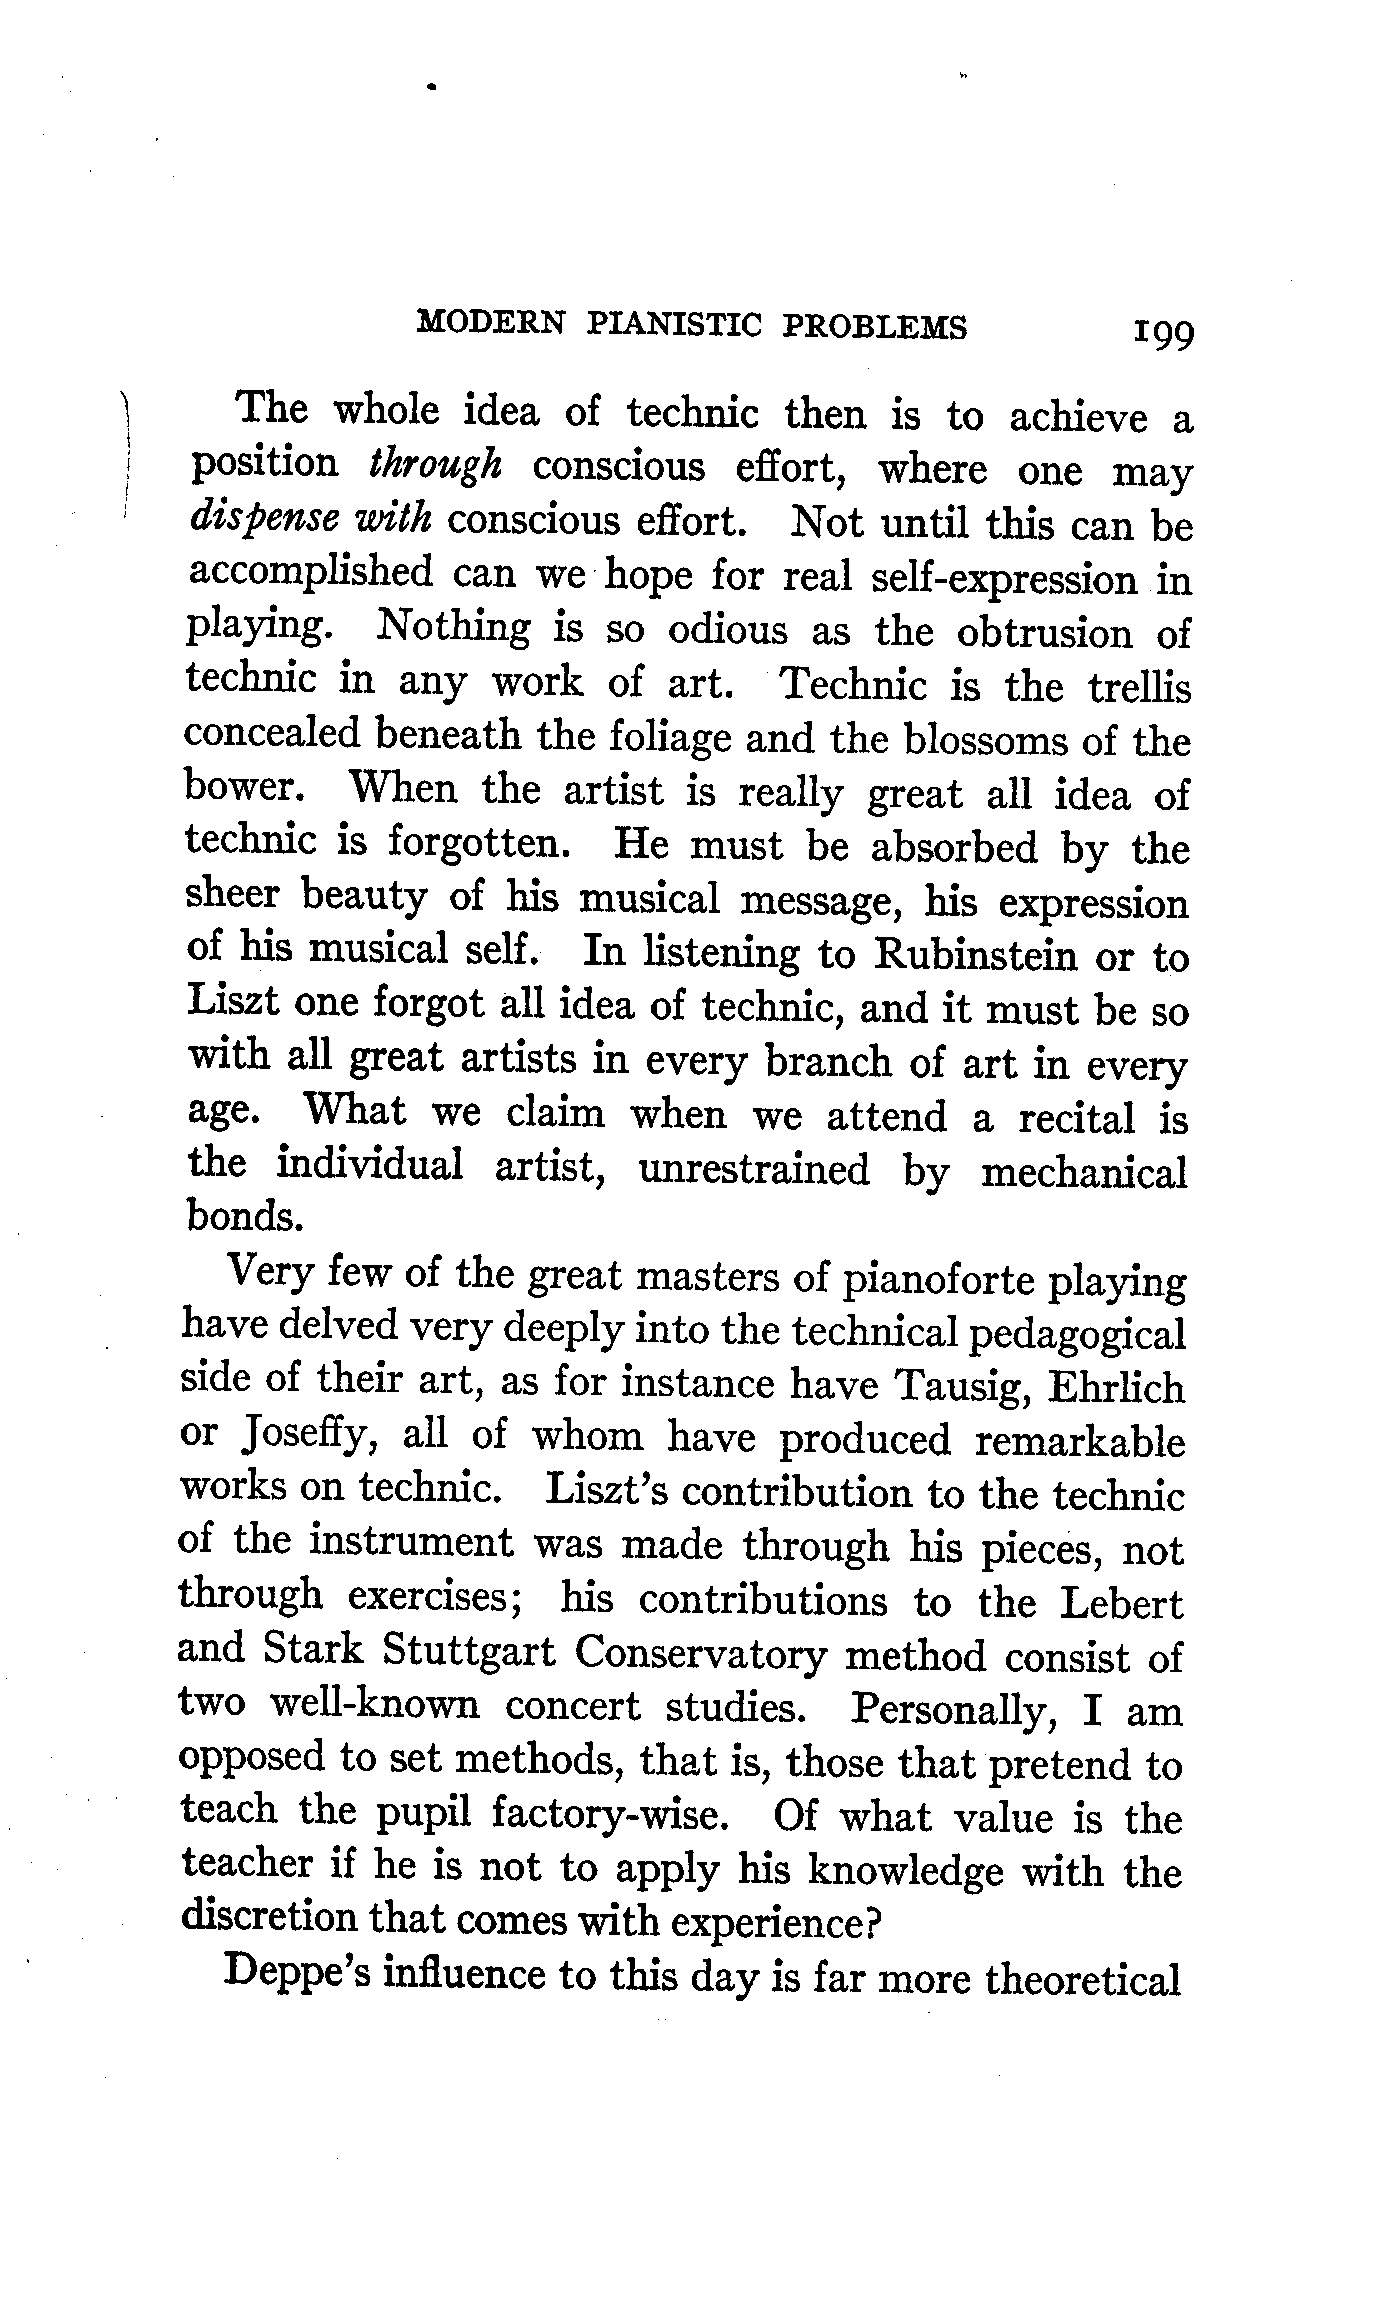 MODERN PIANISTIC PROBLEMS 199
The whole idea of technic then is to achieve a
position through conscious effort, where one may
dispense with conscious effort. Not until this can be
accomplished can we hope for real self-expression in
playing. Nothing is so odious as the obtrusion of
technic in any work of art. Technic is the trellis
concealed beneath the foliage and the blossoms of the
bower. When the artist is really great all idea of
technic is forgotten. He must be absorbed by the
sheer beauty of his musical message, his expression
of his musical self. In listening to Rubinstein or to
Liszt one forgot all idea of technic, and it must be so
with all great artists in every branch of art in every
age. What we claim when we attend a recital is
the individual artist, unrestrained by mechanical
bonds.
Very few of the great masters of pianoforte playing
have delved very deeply into the technical pedagogical
side of their art, as for instance have Tausig, Ehrlich
or Joseffy, all of whom have produced remarkable
works on technic. Liszt's contribution to the technic
of the instrument was made through his pieces, not
through exercises; his contributions to the Lebert
and Stark Stuttgart Conservatory method consist of
two well-known concert studies. Personally, I am
opposed to set methods, that is, those that pretend to
teach the pupil factory-wise. Of what value is the
teacher if he is not to apply his knowledge with the
discretion that comes with experience?
Deppe's influence to this day is far more theoretical